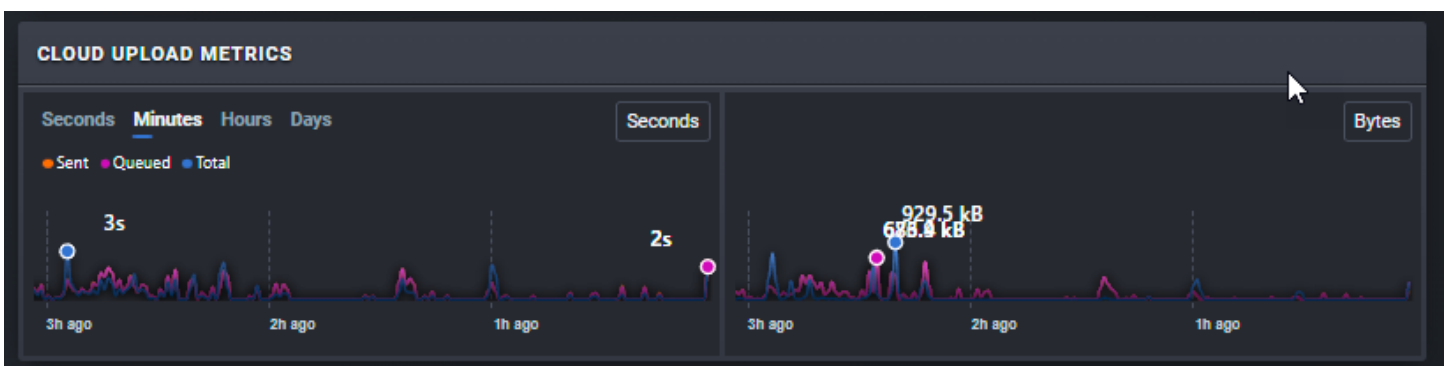 CLOUD UPLOAD METRICS
Seconds Minutes Hours Days
Seconds
Sent Queued Total
3s
2s
3h ago 2h ago 1h ago
Bytes
929.5 kB
kB
3h ago 2h ago 1h ago